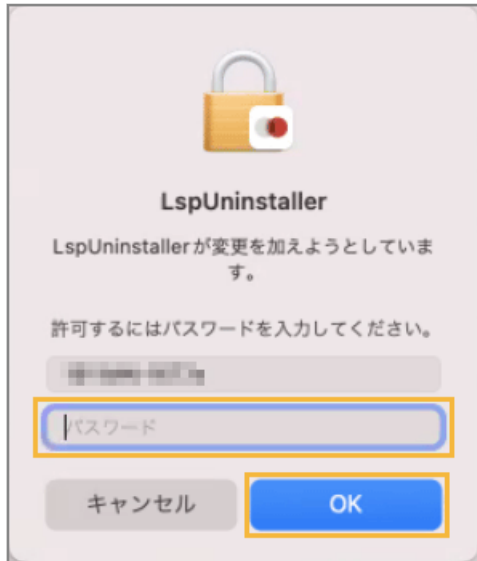 LspUninstaller
LspUninstallerが変更を加えようとしていま
す。
許可するにはパスワードを入力してください。
パスワード
キャンセル
OK